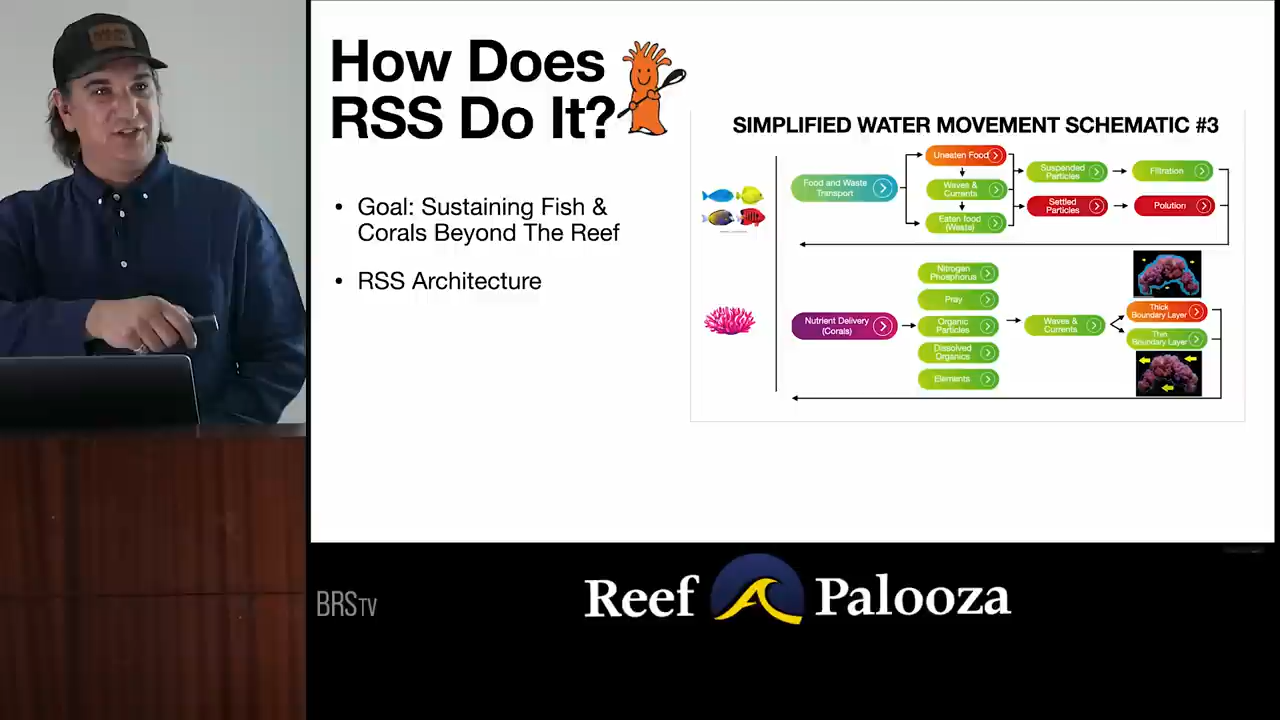 How Does
RSS Do It?
• Goal: Sustaining Fish &
Corals Beyond The Reef
• RSS Architecture
SIMPLIFIED WATER MOVEMENT SCHEMATIC #3
Food and Waste
Transport
Uneaten Food
Waves &
Currents
Eaten food
(Waste)
Suspended
Particles
Settled
Particles
Filtration
Polution
Nutrient Delivery
(Corals)
Nitrogen
Phosphorus
Pray
Organic
Particles
Dissolved
Organics
Elements
Waves &
Currents
Thick
Boundary Layer
Thin
Boundary Layer
BRSTV
Reef Palooza